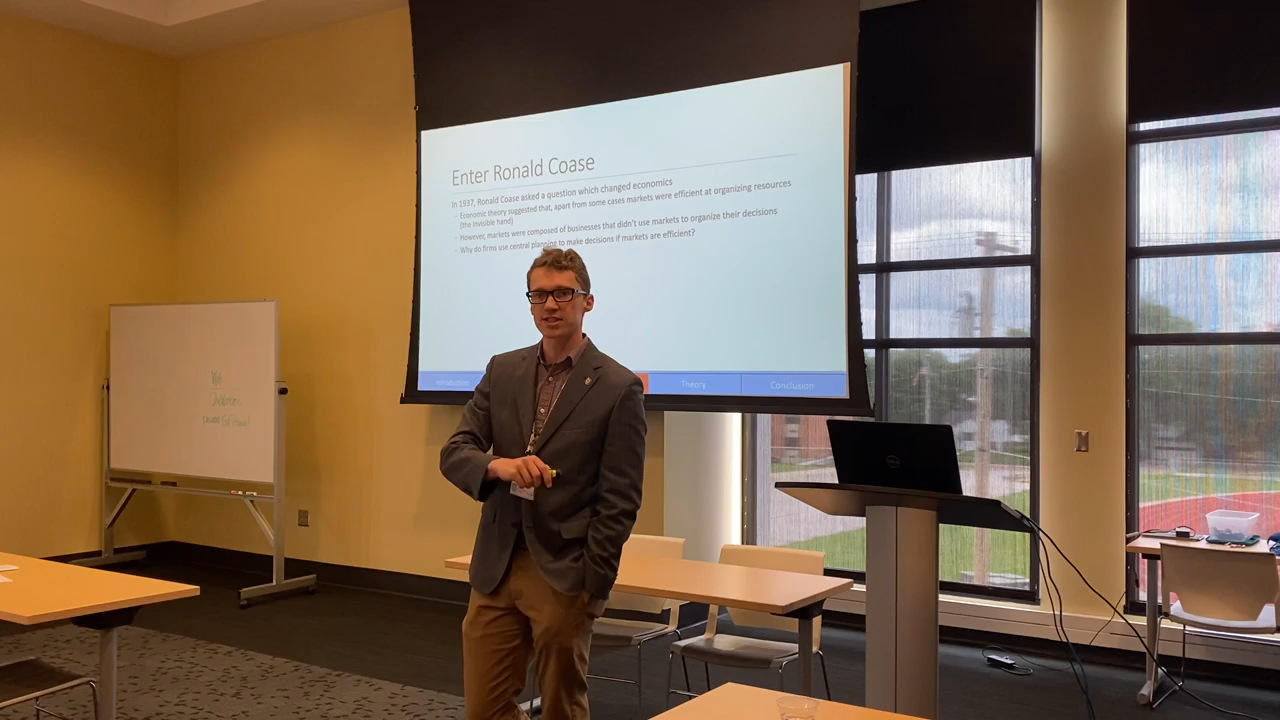 Enter Ronald Coase
In 1937, Ronald Coase asked a question which changed economics
Economic theory suggested that, apart from some cases markets were efficient at organizing resources
(the invisible hand)
However, markets were composed of businesses that didn't use markets to organize their decisions
Why do firms use central planning to make decisions if markets are efficient?
Introduction
Theory
Conclusion
DELL